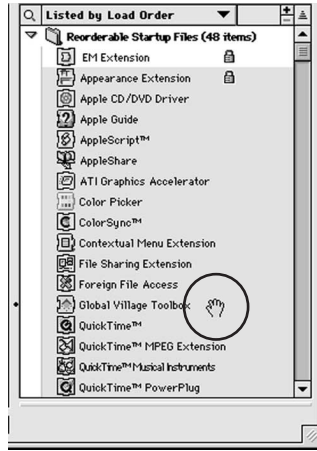 Listed by Load Order
Reorderable Startup Files (48 items)
EM Extension
Appearance Extension
Apple CD/DVD Driver
Apple Guide
AppleScript™
AppleShare
ATI Graphics Accelerator
Color Picker
ColorSync™
Contextual Menu Extension
File Sharing Extension
Foreign File Access
Global Village Toolbox
QuickTime™
QuickTime™ MPEG Extension
QuickTime™ Musical Instruments
QuickTime™ PowerPlug